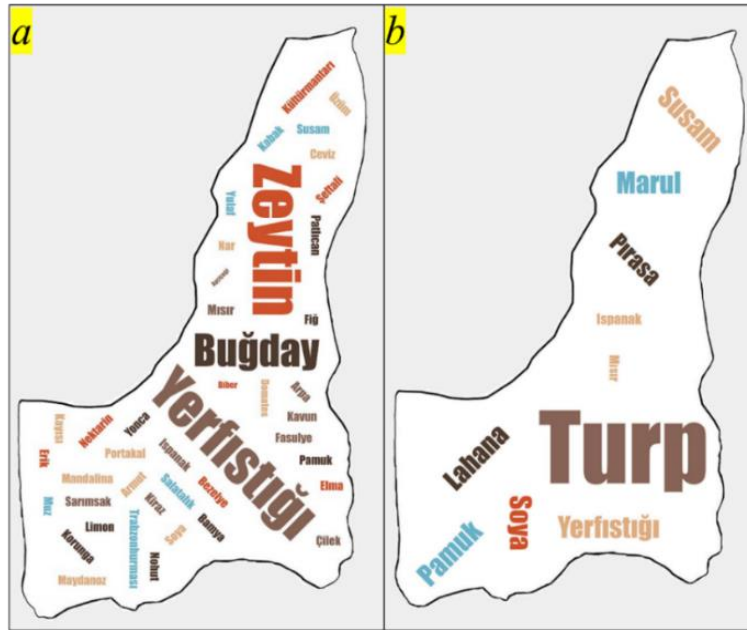 a
Kültürmantarı
Üzüm
Kabak
Susam
Ceviz
Zeytin
Şeftali
Yulaf
Patlıcan
Nar
Mısır
Fiğ
Buğday
Biber
Domates
Arpa
Yerfıstığı
Kavun
Fasulye
Pamuk
Kayısı
Nektarin
Yonca
Erik
Portakal
Ispanak
Mandalina
Armut
Salatalık
Bezelye
Elma
Muz
Sarımsak
Kiraz
Limon
Trabzonhurması
Soya
Bamya
Çilek
Korunga
Nohut
Maydanoz
b
Susam
Marul
Pırasa
Ispanak
Mısır
Turp
Lahana
Soya
Yerfıstığı
Pamuk